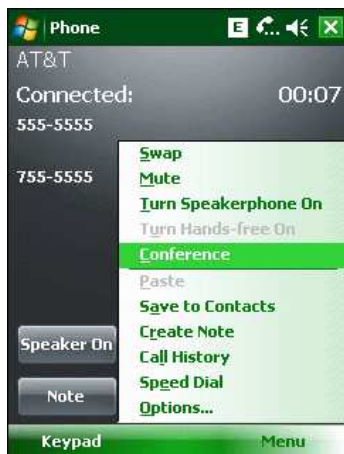 Phone
E
AT&T
Connected: 00:07
555-5555
755-5555
Swap
Mute
Turn Speakerphone On
Turn Hands-free On
Conference
Paste
Save to Contacts
Create Note
Call History
Speed Dial
Options...
Speaker On
Note
Keypad Menu